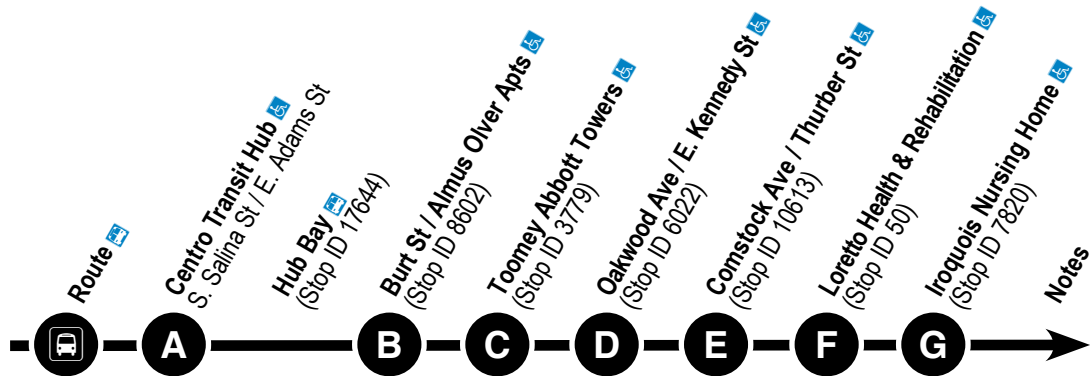 Route
Centro Transit Hub
S. Salina St / E. Adams St
Hub Bay
(Stop ID 17644)
Burt St / Almus Olver Apts
(Stop ID 8602)
Toomey Abbott Towers
(Stop ID 3779)
Oakwood Ave / E. Kennedy St
(Stop ID 6022)
Comstock Ave / Thurber St
(Stop ID 10613)
Loretto Health & Rehabilitation
(Stop ID 50)
Iroquois Nursing Home
(Stop ID 7820)
Notes
A B C D E F G